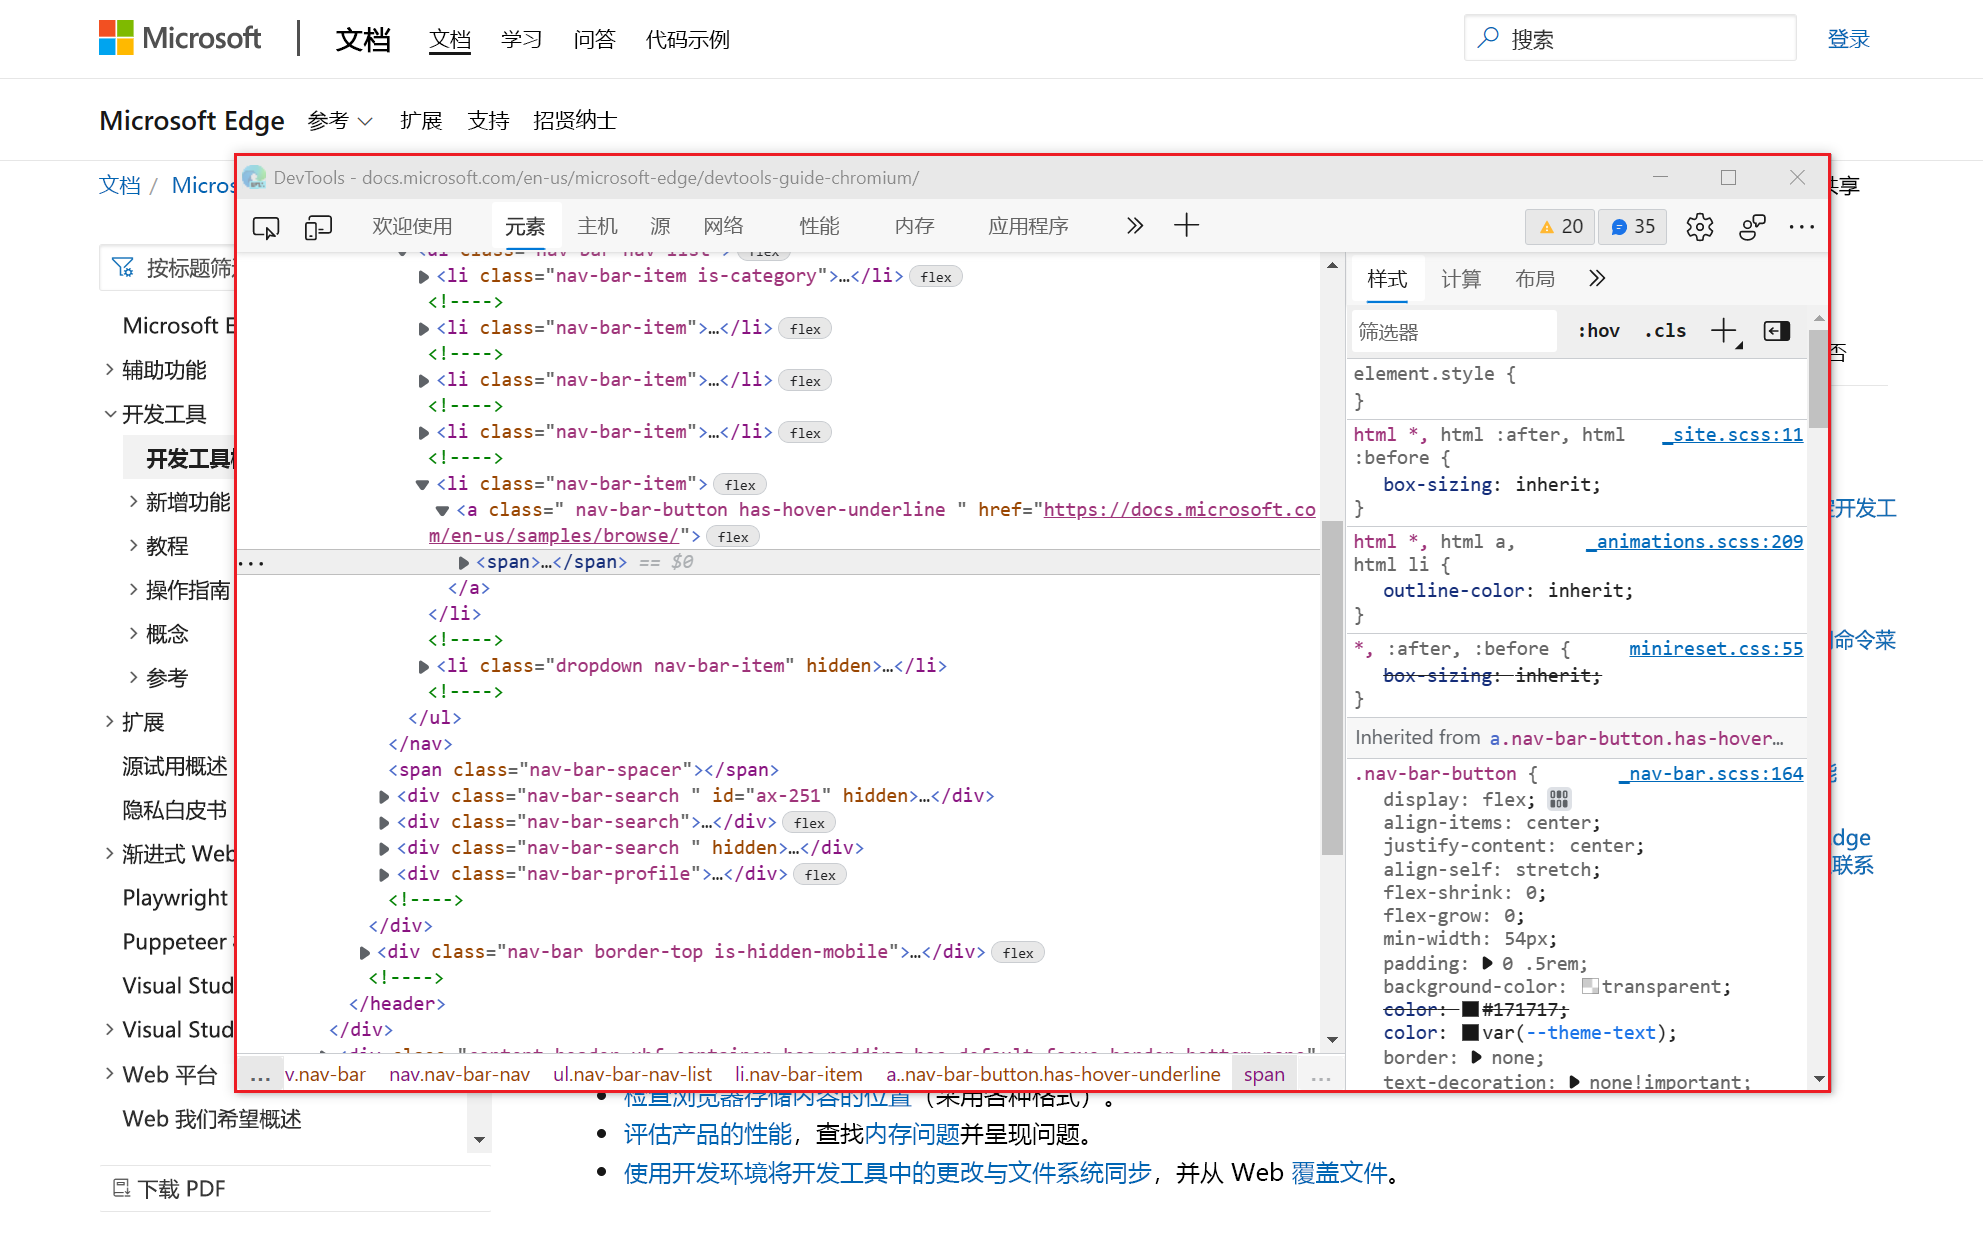 Microsoft 文档 文档 学习 问答 代码示例 搜索 登录
Microsoft Edge 参考 扩展 支持 招贤纳士
文档 / Micros
共享
DevTools - docs.microsoft.com/en-us/microsoft-edge/devtools-guide-chromium/
欢迎使用 元素 主机 源 网络 性能 内存 应用程序 20 35
按标题筛
Microsoft E
辅助功能
开发工具
开发工具
新增功能
教程
操作指南
概念
参考
扩展
源试用概述
隐私白皮书
渐进式 Web
Playwright
Puppeteer
Visual Stud
Visual Stud
Web 平台
Web 我们希望概述
下载 PDF
<ul class="nav-bar-nav-list"> flex
<li class="nav-bar-item is-category">…</li> flex
<!---->
<li class="nav-bar-item">…</li> flex
<!---->
<li class="nav-bar-item">…</li> flex
<!---->
<li class="nav-bar-item">…</li> flex
<!---->
<li class="nav-bar-item"> flex
<a class=" nav-bar-button has-hover-underline " href="https://docs.microsoft.co
m/en-us/samples/browse/"> flex
... <span>…</span> == $0
</a>
</li>
<!---->
<li class="dropdown nav-bar-item" hidden>…</li>
<!---->
</ul>
</nav>
<span class="nav-bar-spacer"></span>
<div class="nav-bar-search " id="ax-251" hidden>…</div>
<div class="nav-bar-search">…</div> flex
<div class="nav-bar-search " hidden>…</div>
<div class="nav-bar-profile">…</div> flex
<!---->
</div>
<div class="nav-bar border-top is-hidden-mobile">…</div> flex
<!---->
</header>
</div>
... v.nav-bar nav.nav-bar-nav ul.nav-bar-nav-list li.nav-bar-item a..nav-bar-button.has-hover-underline span ...
样式 计算 布局
筛选器 :hov .cls
element.style {
}
html *, html :after, html _site.scss:11
:before {
box-sizing: inherit;
}
html *, html a, _animations.scss:209
html li {
outline-color: inherit;
}
*, :after, :before { minireset.css:55
box-sizing: inherit;
}
Inherited from a.nav-bar-button.has-hover…
.nav-bar-button { _nav-bar.scss:164
display: flex;
align-items: center;
justify-content: center;
align-self: stretch;
flex-shrink: 0;
flex-grow: 0;
min-width: 54px;
padding: 0 .5rem;
background-color: transparent;
color: #171717;
color: var(--theme-text);
border: none;
text-decoration: none!important;
否
开发工
命令菜
能
dge
联系
检查浏览器存储内容的位置（采用各种格式）。
评估产品的性能，查找内存问题并呈现问题。
使用开发环境将开发工具中的更改与文件系统同步，并从 Web 覆盖文件。